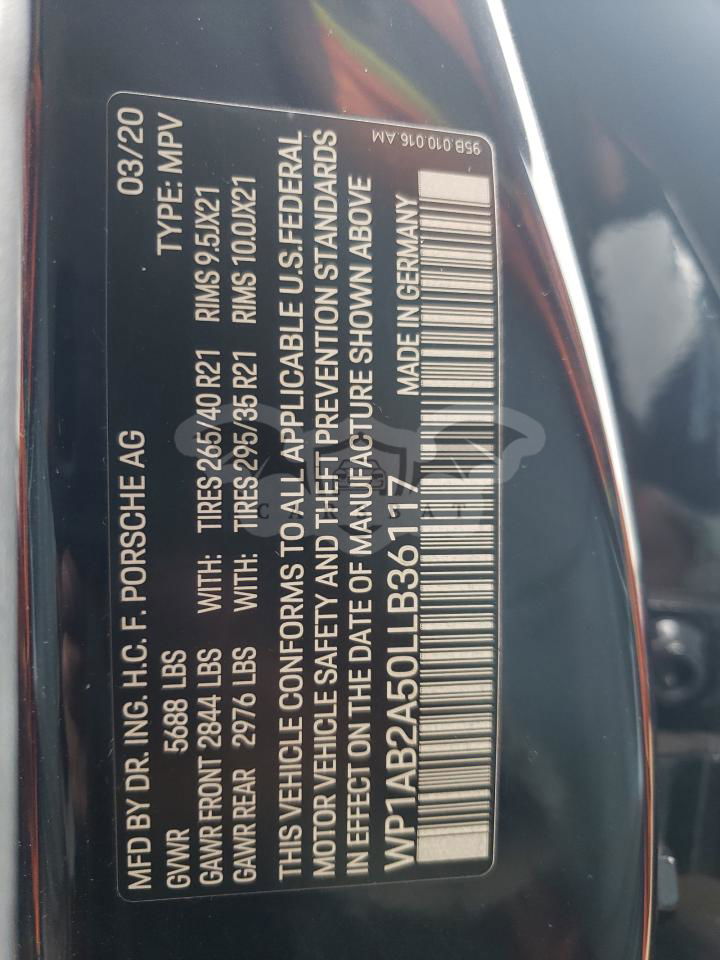 MFD BY DR. ING. H.C. F. PORSCHE AG 03/20
GVWR 5688 LBS TYPE: MPV
GAWR FRONT 2844 LBS WITH: TIRES 265/40 R21 RIMS 9.5JX21
GAWR REAR 2976 LBS WITH: TIRES 295/35 R21 RIMS 10.0JX21
THIS VEHICLE CONFORMS TO ALL APPLICABLE U.S.FEDERAL
MOTOR VEHICLE SAFETY AND THEFT PREVENTION STANDARDS
IN EFFECT ON THE DATE OF MANUFACTURE SHOWN ABOVE
WP1AB2A50LLB36117 MADE IN GERMANY
95B.010.016.AM